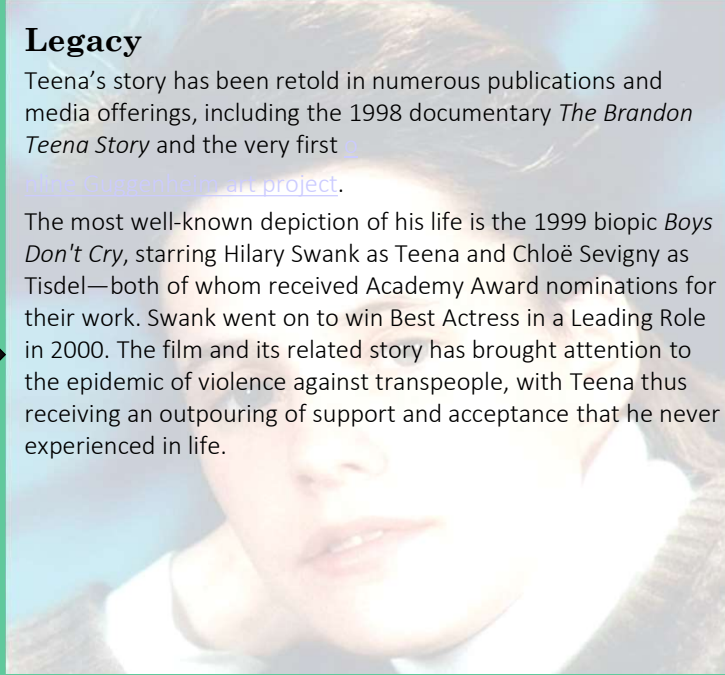 Legacy
Teena’s story has been retold in numerous publications and
media offerings, including the 1998 documentary The Brandon
Teena Story and the very first
Guggenheim art project.
The most well-known depiction of his life is the 1999 biopic Boys
Don't Cry, starring Hilary Swank as Teena and Chloë Sevigny as
Tisdel—both of whom received Academy Award nominations for
their work. Swank went on to win Best Actress in a Leading Role
in 2000. The film and its related story has brought attention to
the epidemic of violence against transpeople, with Teena thus
receiving an outpouring of support and acceptance that he never
experienced in life.